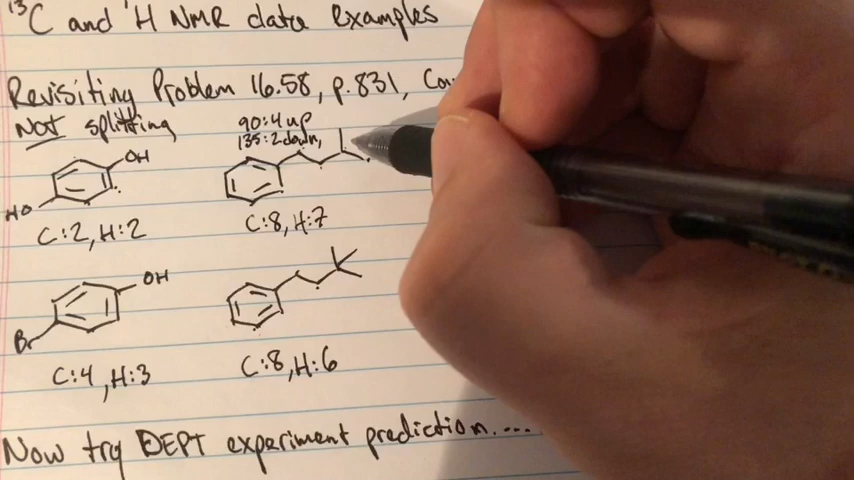 ¹³C and ¹H NMR data examples
Revisiting Problem 16.58, p.831,
NOT splitting
90:4 up
135:2 down,
OH
HO
C:2, H:2
C:8, H:7
OH
Br
C:4, H:3
C:8, H:6
Now try DEPT experiment prediction....